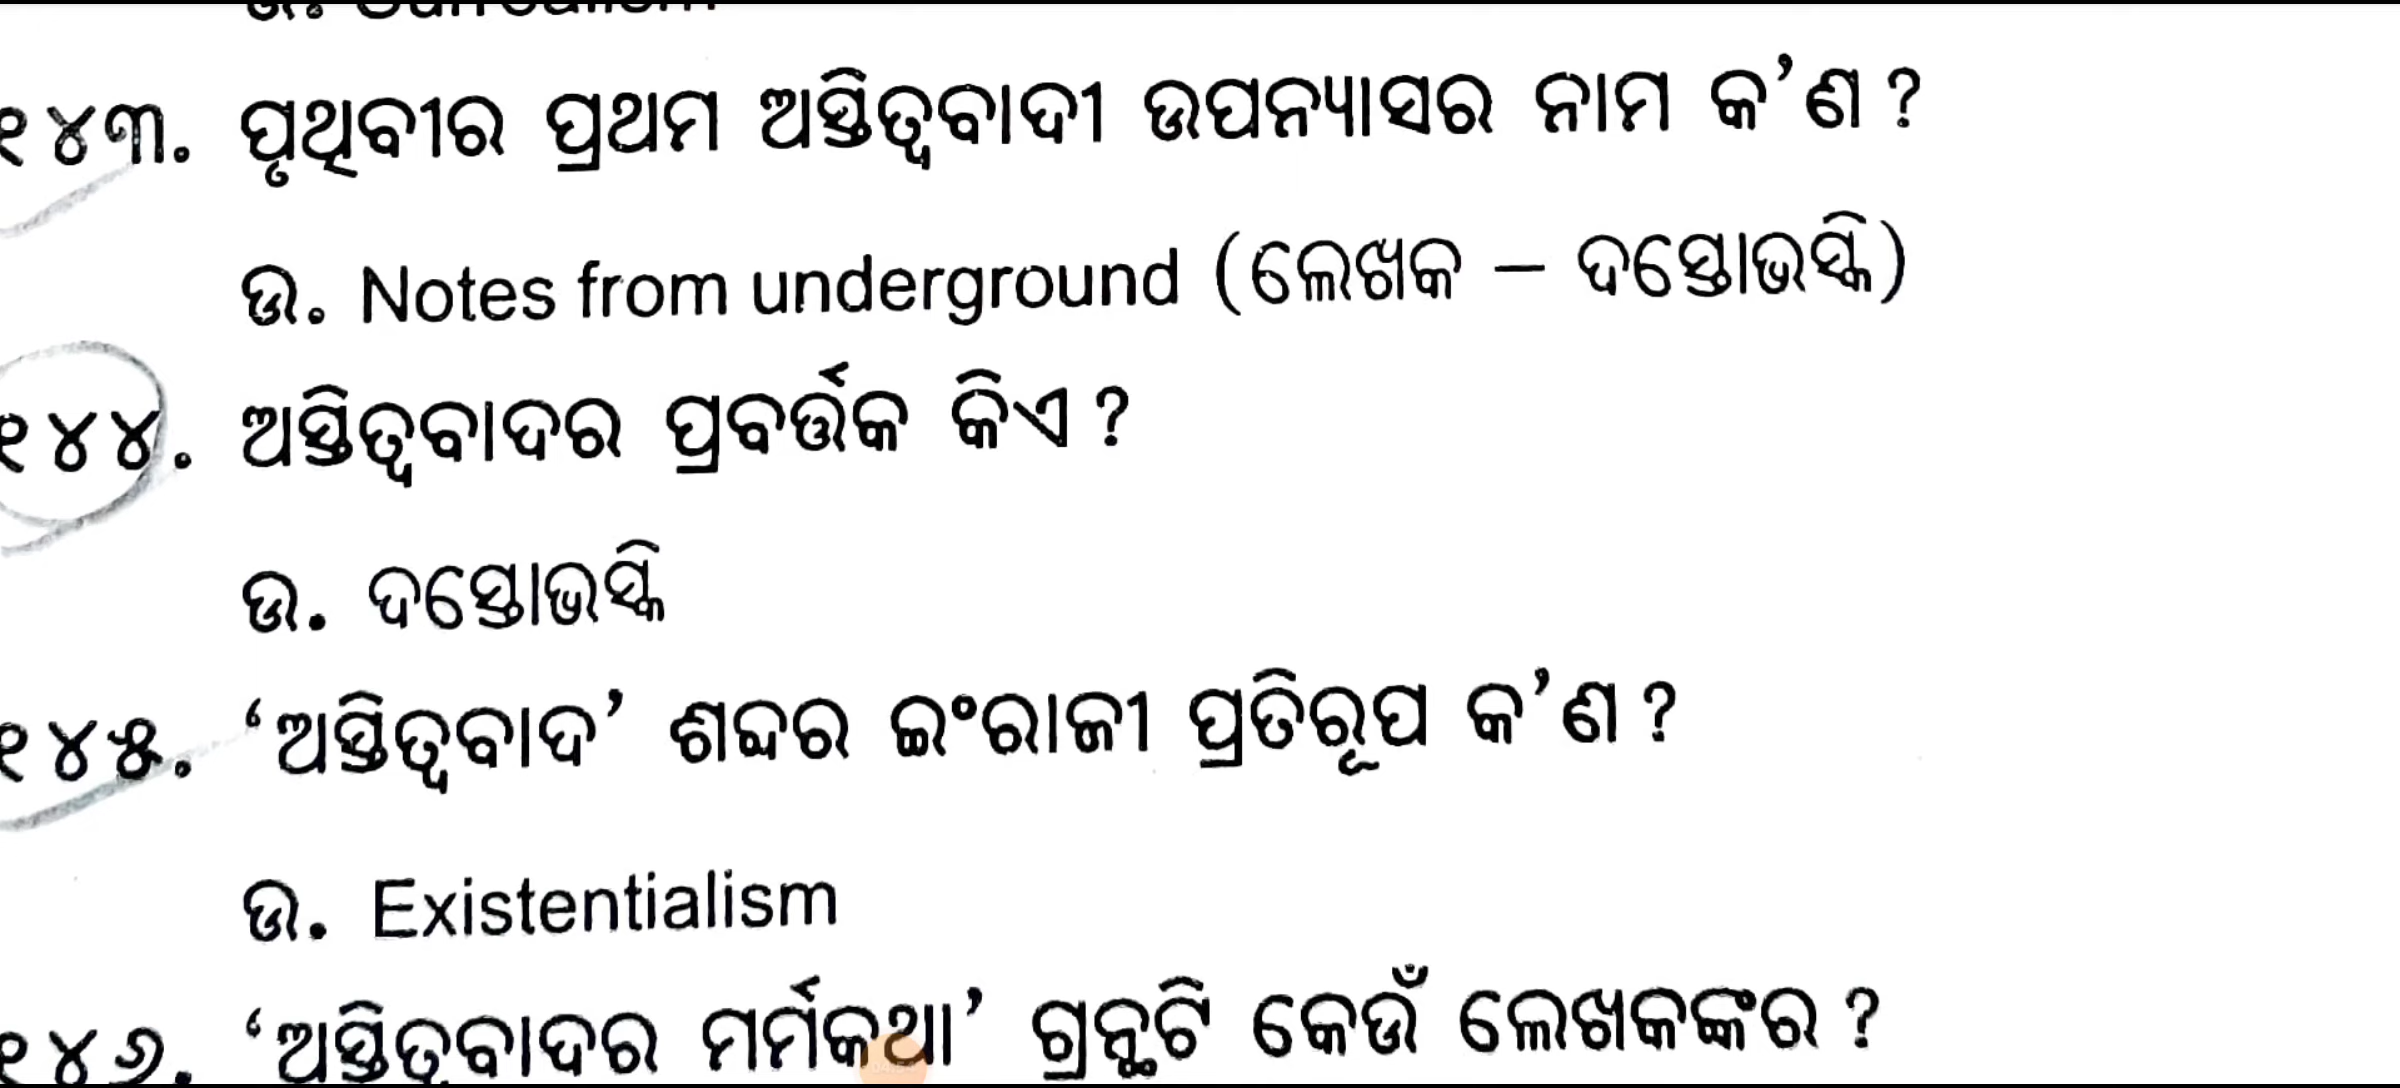 ୧୪୩. ପୃଥିବୀର ପ୍ରଥମ ଅସ୍ତିତ୍ୱବାଦୀ ଉପନ୍ୟାସର ନାମ କ’ଣ ?
ଉ. Notes from underground (ଲେଖକ – ଦସ୍ତୋଭସ୍କି)
୧୪୪. ଅସ୍ତିତ୍ୱବାଦର ପ୍ରବର୍ତ୍ତକ କିଏ ?
ଉ. ଦସ୍ତୋଭସ୍କି
୧୪୫. ‘ଅସ୍ତିତ୍ୱବାଦ’ ଶବ୍ଦର ଇଂରାଜୀ ପ୍ରତିରୂପ କ’ଣ ?
ଉ. Existentialism
୧୪୬. ‘ଅସ୍ତିତ୍ୱବାଦର ମର୍ମକଥା’ ଗ୍ରନ୍ଥଟି କେଉଁ ଲେଖକଙ୍କର ?